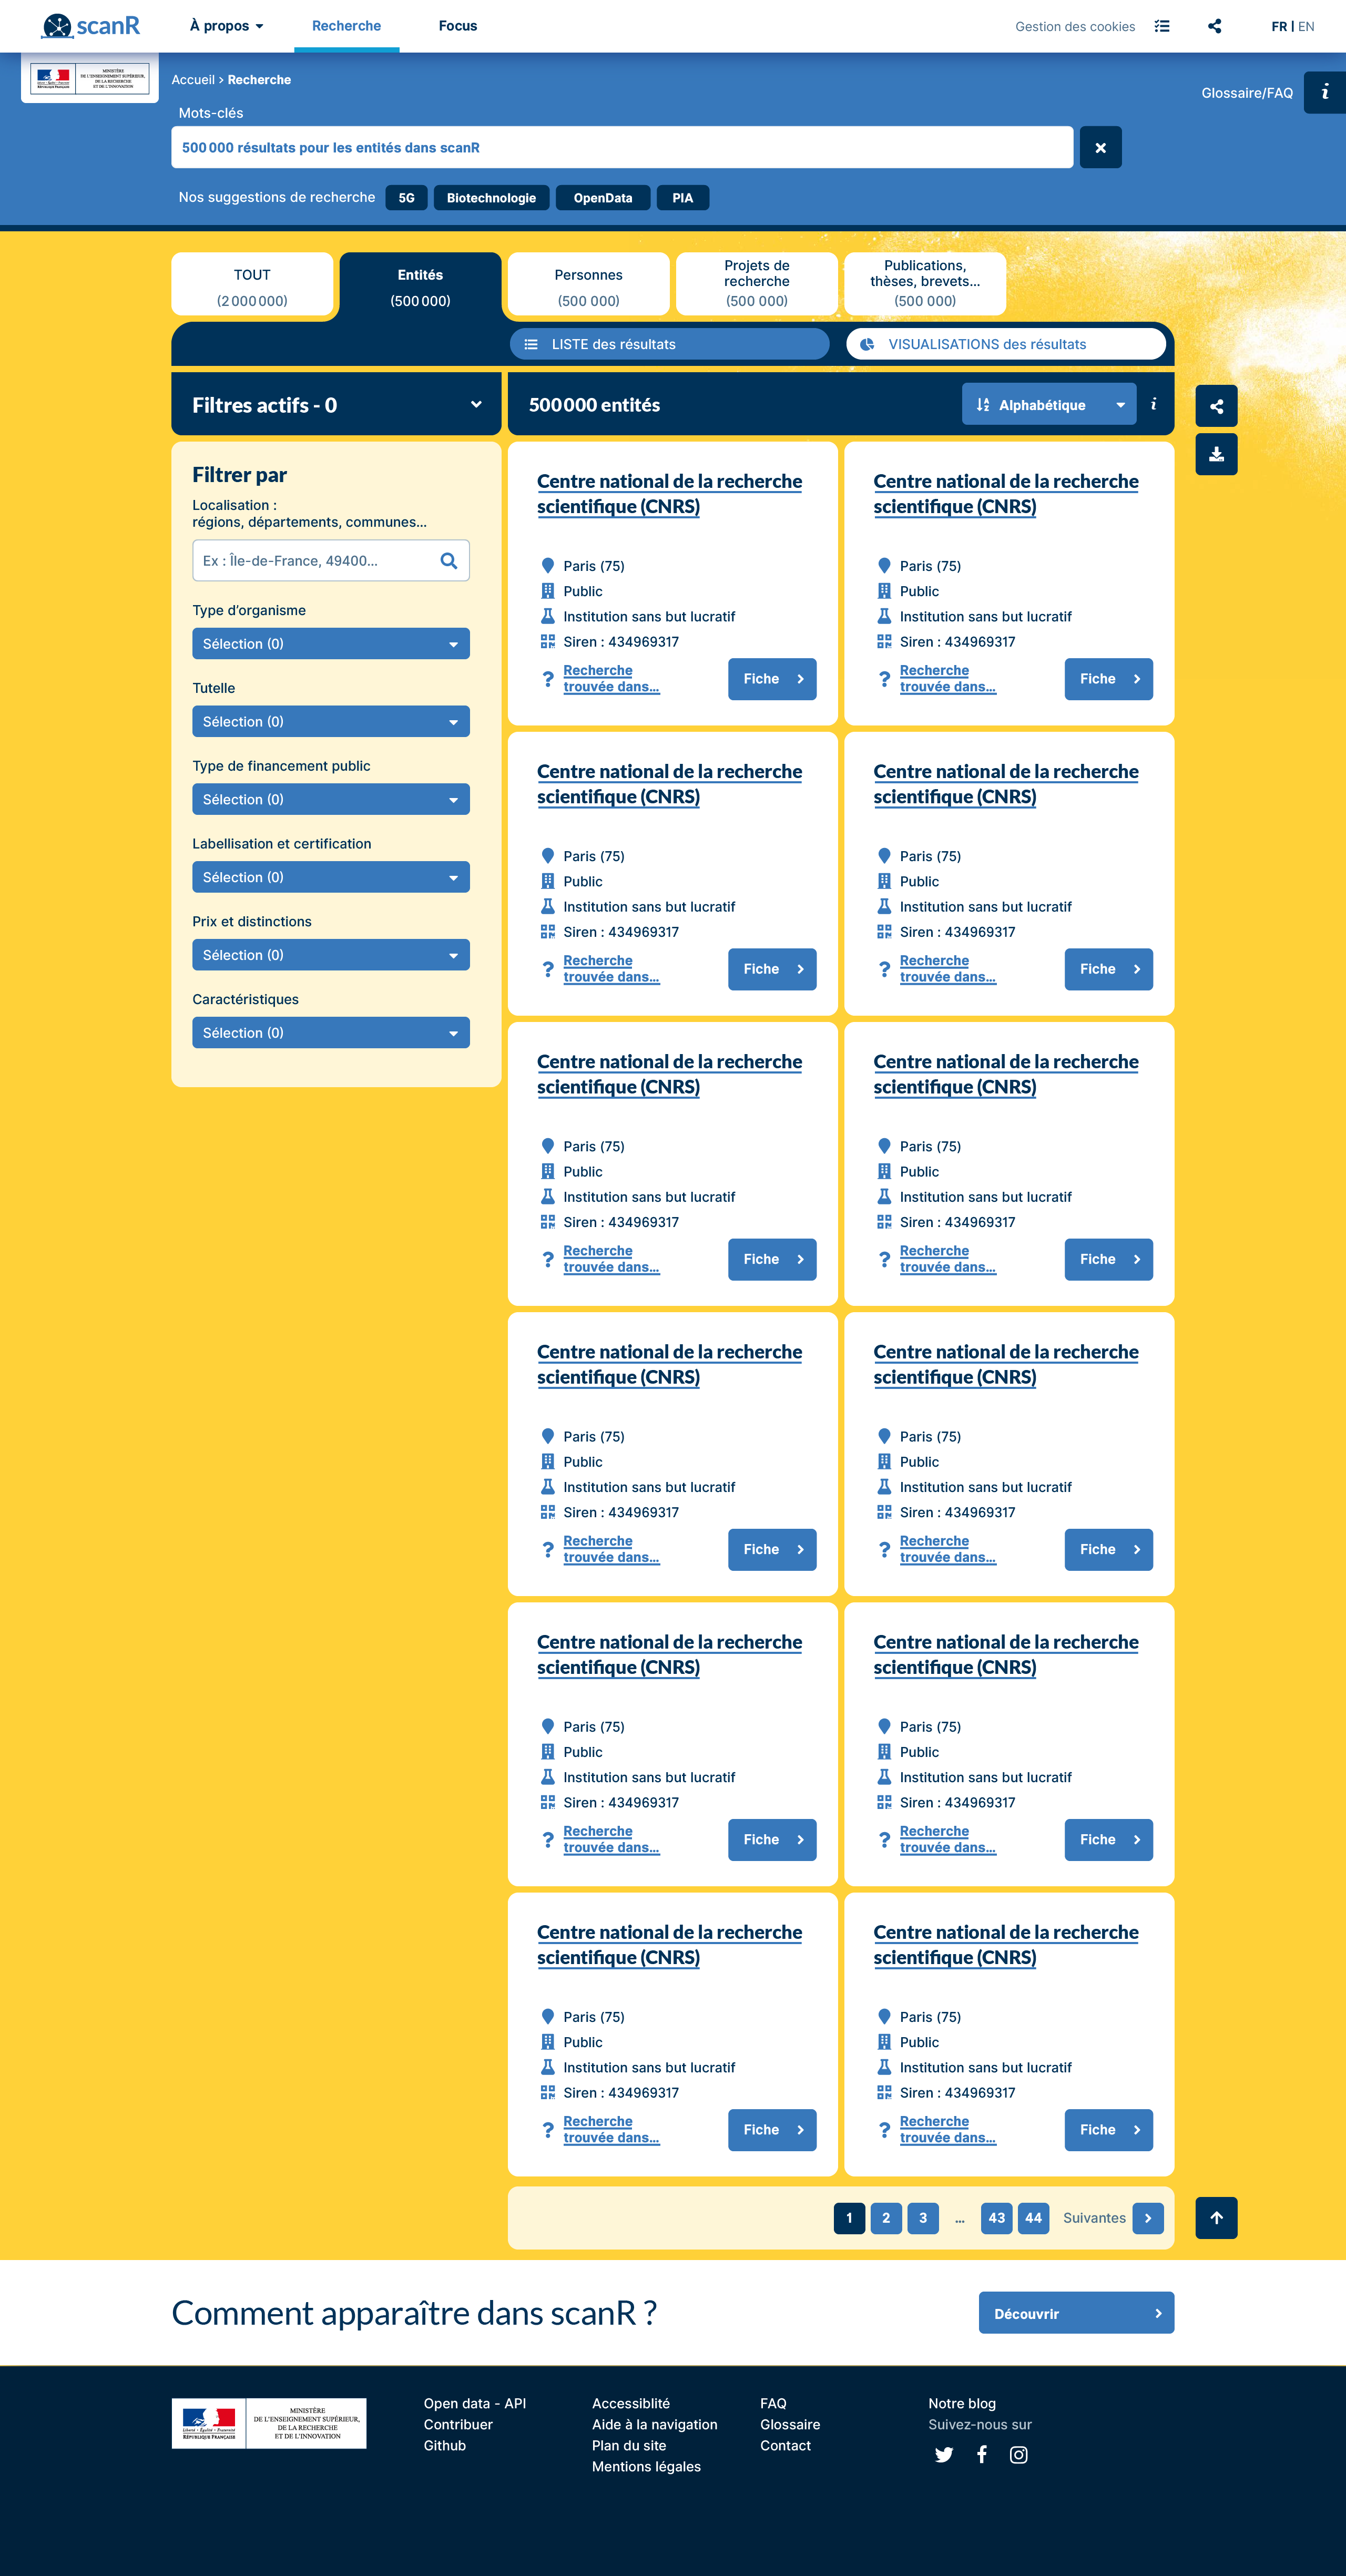 scanR
À propos
Recherche
Focus
Gestion des cookies
FR | EN
MINISTÈRE
DE L'ENSEIGNEMENT SUPÉRIEUR,
DE LA RECHERCHE
ET DE L'INNOVATION
Accueil > Recherche
Glossaire/FAQ
Mots-clés
500 000 résultats pour les entités dans scanR
Nos suggestions de recherche
5G
Biotechnologie
OpenData
PIA
TOUT
(2 000 000)
Entités
(500 000)
Personnes
(500 000)
Projets de
recherche
(500 000)
Publications,
thèses, brevets...
(500 000)
LISTE des résultats
VISUALISATIONS des résultats
Filtres actifs - 0
500 000 entités
Alphabétique
Filtrer par
Localisation :
régions, départements, communes...
Ex : Île-de-France, 49400...
Type d'organisme
Sélection (0)
Tutelle
Sélection (0)
Type de financement public
Sélection (0)
Labellisation et certification
Sélection (0)
Prix et distinctions
Sélection (0)
Caractéristiques
Sélection (0)
Centre national de la recherche
scientifique (CNRS)
Paris (75)
Public
Institution sans but lucratif
Siren : 434969317
Recherche
trouvée dans...
Fiche
Centre national de la recherche
scientifique (CNRS)
Paris (75)
Public
Institution sans but lucratif
Siren : 434969317
Recherche
trouvée dans...
Fiche
Centre national de la recherche
scientifique (CNRS)
Paris (75)
Public
Institution sans but lucratif
Siren : 434969317
Recherche
trouvée dans...
Fiche
Centre national de la recherche
scientifique (CNRS)
Paris (75)
Public
Institution sans but lucratif
Siren : 434969317
Recherche
trouvée dans...
Fiche
Centre national de la recherche
scientifique (CNRS)
Paris (75)
Public
Institution sans but lucratif
Siren : 434969317
Recherche
trouvée dans...
Fiche
Centre national de la recherche
scientifique (CNRS)
Paris (75)
Public
Institution sans but lucratif
Siren : 434969317
Recherche
trouvée dans...
Fiche
Centre national de la recherche
scientifique (CNRS)
Paris (75)
Public
Institution sans but lucratif
Siren : 434969317
Recherche
trouvée dans...
Fiche
Centre national de la recherche
scientifique (CNRS)
Paris (75)
Public
Institution sans but lucratif
Siren : 434969317
Recherche
trouvée dans...
Fiche
Centre national de la recherche
scientifique (CNRS)
Paris (75)
Public
Institution sans but lucratif
Siren : 434969317
Recherche
trouvée dans...
Fiche
Centre national de la recherche
scientifique (CNRS)
Paris (75)
Public
Institution sans but lucratif
Siren : 434969317
Recherche
trouvée dans...
Fiche
Centre national de la recherche
scientifique (CNRS)
Paris (75)
Public
Institution sans but lucratif
Siren : 434969317
Recherche
trouvée dans...
Fiche
Centre national de la recherche
scientifique (CNRS)
Paris (75)
Public
Institution sans but lucratif
Siren : 434969317
Recherche
trouvée dans...
Fiche
1 2 3 ... 43 44 Suivantes
Comment apparaître dans scanR ?
Découvrir
Liberté • Égalité • Fraternité
RÉPUBLIQUE FRANÇAISE
MINISTÈRE
DE L'ENSEIGNEMENT SUPÉRIEUR,
DE LA RECHERCHE
ET DE L'INNOVATION
Open data - API
Contribuer
Github
Accessiblité
Aide à la navigation
Plan du site
Mentions légales
FAQ
Glossaire
Contact
Notre blog
Suivez-nous sur